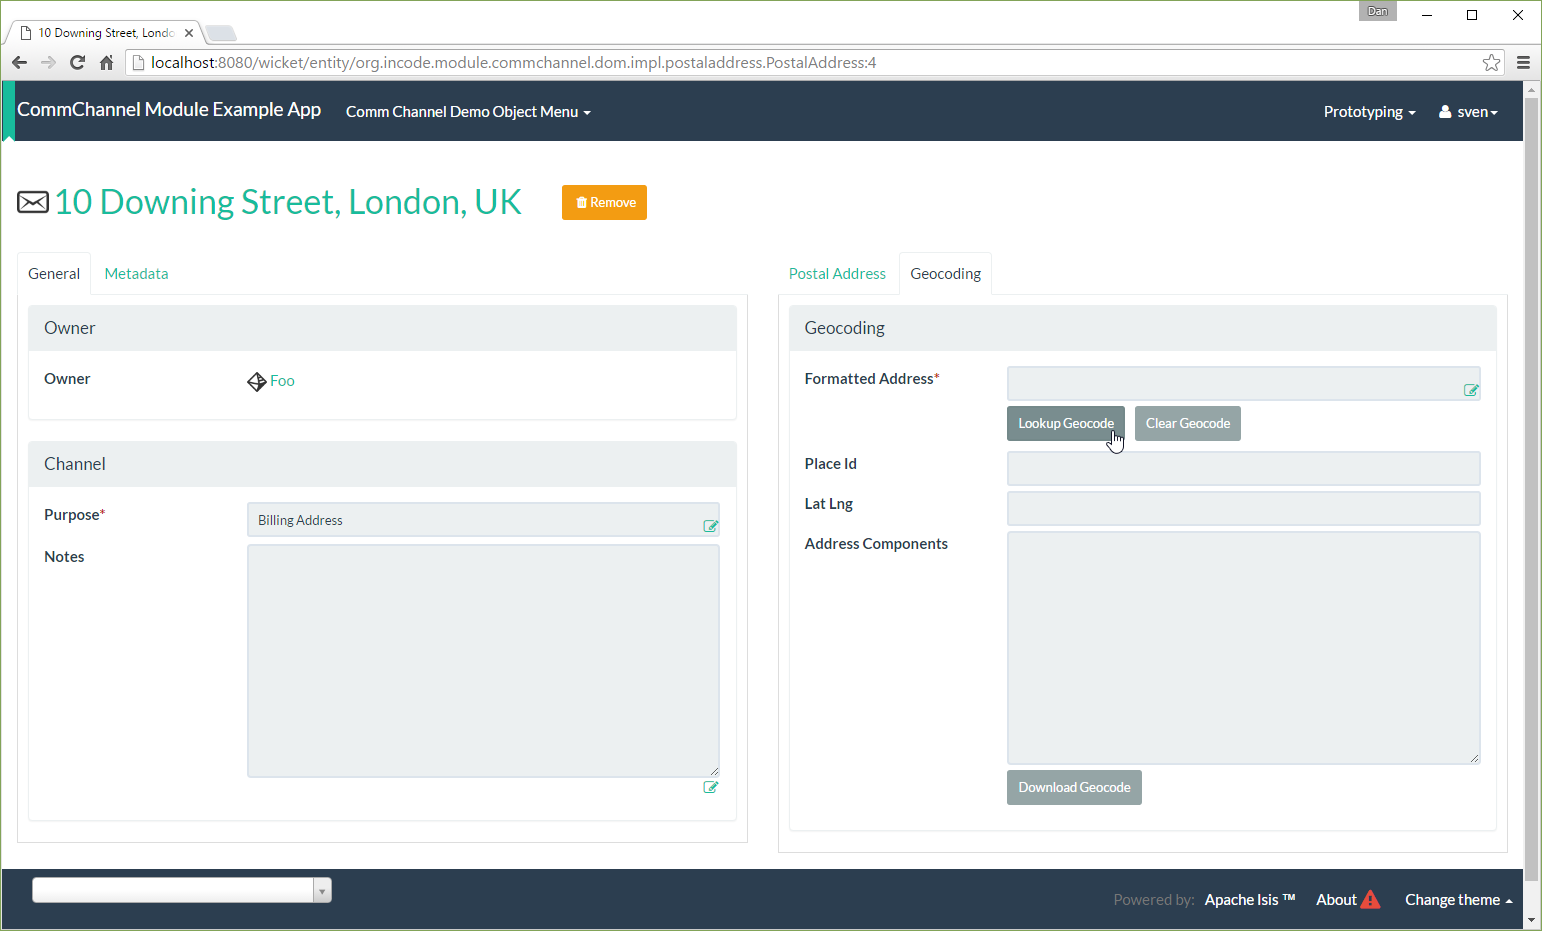 Dan
10 Downing Street, Londo
localhost:8080/wicket/entity/org.incode.module.commchannel.dom.impl.postaladdress.PostalAddress:4
CommChannel Module Example App Comm Channel Demo Object Menu Prototyping sven
10 Downing Street, London, UK Remove
General Metadata
Owner
Owner Foo
Channel
Purpose* Billing Address
Notes
Postal Address Geocoding
Geocoding
Formatted Address*
Lookup Geocode Clear Geocode
Place Id
Lat Lng
Address Components
Download Geocode
Powered by: Apache Isis ™ About Change theme